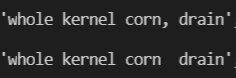 'whole kernel corn, drain',
'whole kernel corn  drain'